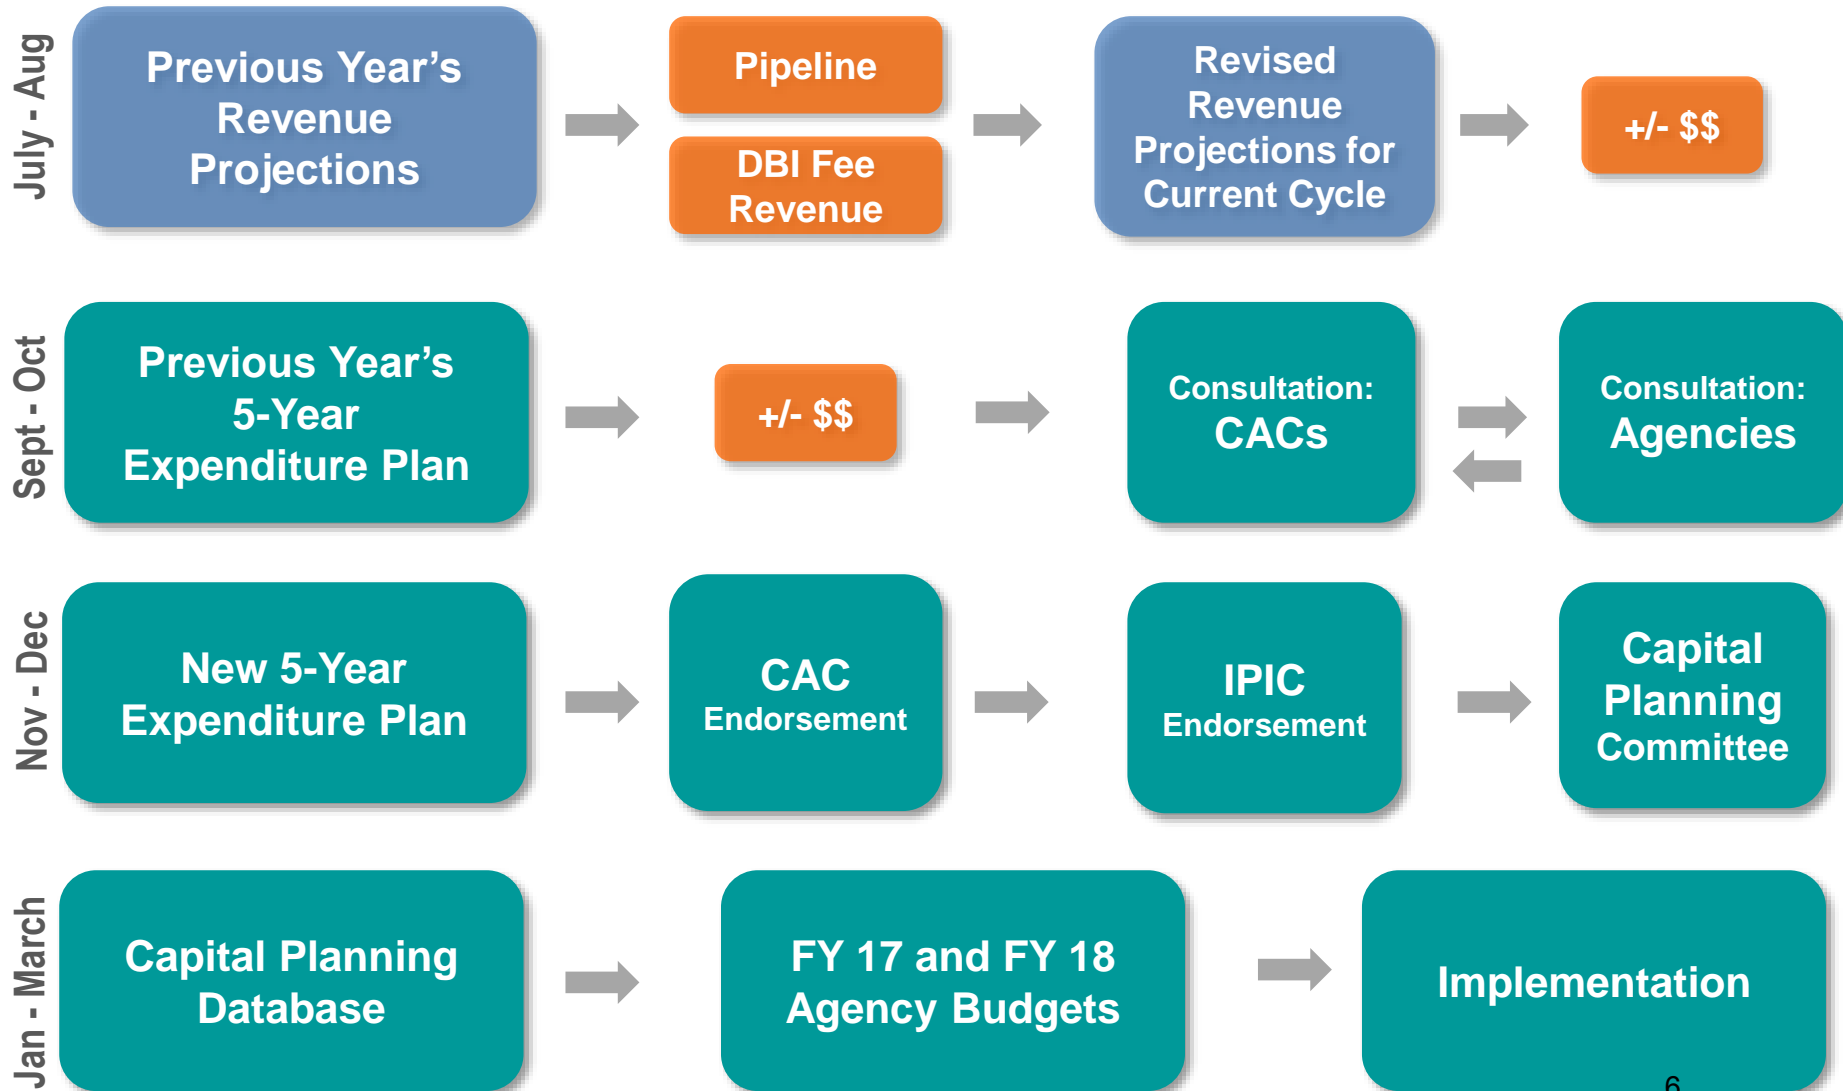 July - Aug
Previous Year’s
Revenue
Projections
Pipeline
DBI Fee
Revenue
Revised
Revenue
Projections for
Current Cycle
+/- $$
Sept - Oct
Previous Year’s
5-Year
Expenditure Plan
+/- $$
Consultation:
CACs
Consultation:
Agencies
Nov - Dec
New 5-Year
Expenditure Plan
CAC
Endorsement
IPIC
Endorsement
Capital
Planning
Committee
Jan - March
Capital Planning
Database
FY 17 and FY 18
Agency Budgets
Implementation
6